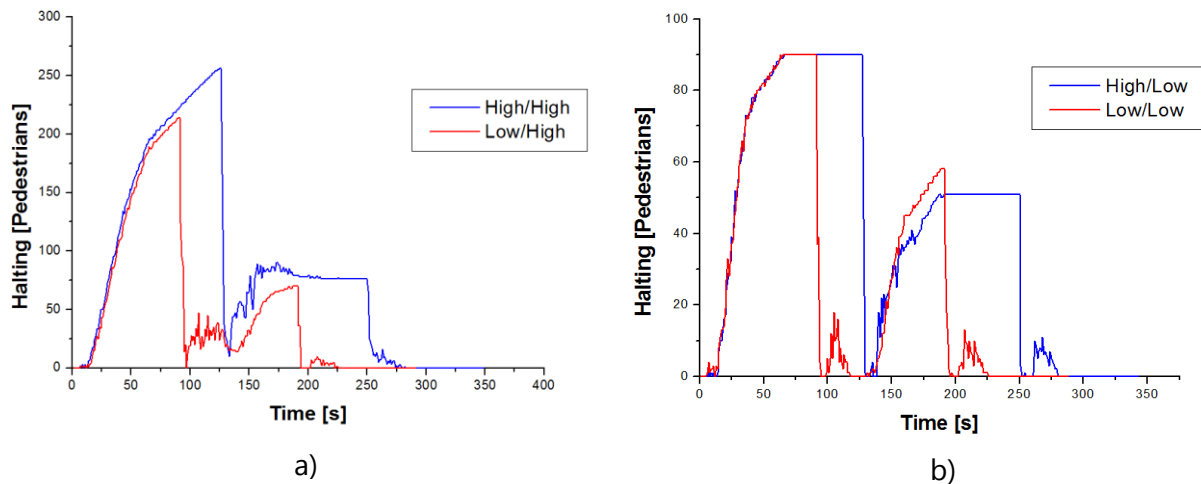 300
250
200
150
100
50
0
Halting [Pedestrians]
High/High
Low/High
0 50 100 150 200 250 300 350 400
Time [s]
a)
100
80
60
40
20
0
Halting [Pedestrians]
High/Low
Low/Low
0 50 100 150 200 250 300 350
Time [s]
b)